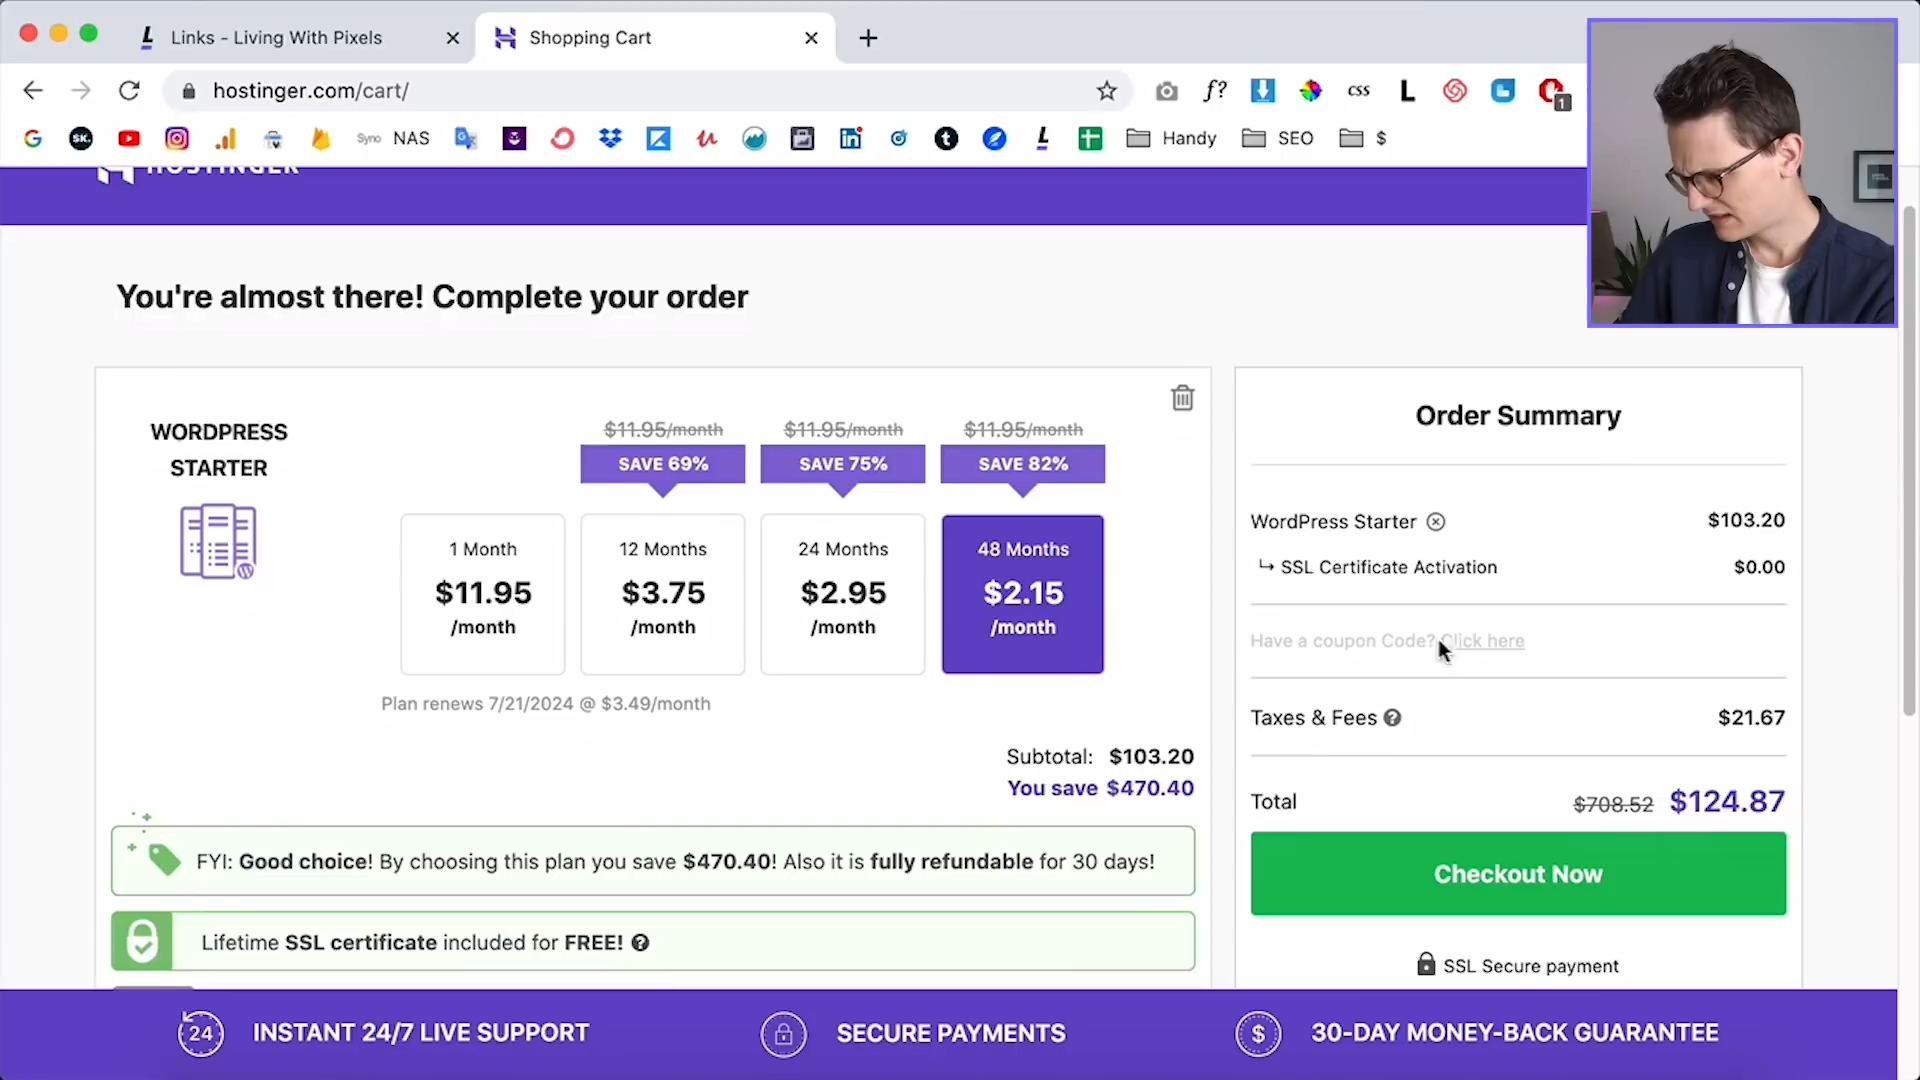 Links - Living With Pixels
Shopping Cart
hostinger.com/cart/
f?
CSS
L
1
G
SK.
Syno NAS
Handy
SEO
$
HOSTINGER
You're almost there! Complete your order
WORDPRESS
STARTER
$11.95/month
$11.95/month
$11.95/month
SAVE 69%
SAVE 75%
SAVE 82%
1 Month
$11.95
/month
12 Months
$3.75
/month
24 Months
$2.95
/month
48 Months
$2.15
/month
Plan renews 7/21/2024 @ $3.49/month
Subtotal: $103.20
You save $470.40
FYI: Good choice! By choosing this plan you save $470.40! Also it is fully refundable for 30 days!
Lifetime SSL certificate included for FREE!
Order Summary
WordPress Starter $103.20
SSL Certificate Activation $0.00
Have a coupon Code? Click here
Taxes & Fees $21.67
Total $708.52 $124.87
Checkout Now
SSL Secure payment
24 INSTANT 24/7 LIVE SUPPORT
SECURE PAYMENTS
$ 30-DAY MONEY-BACK GUARANTEE